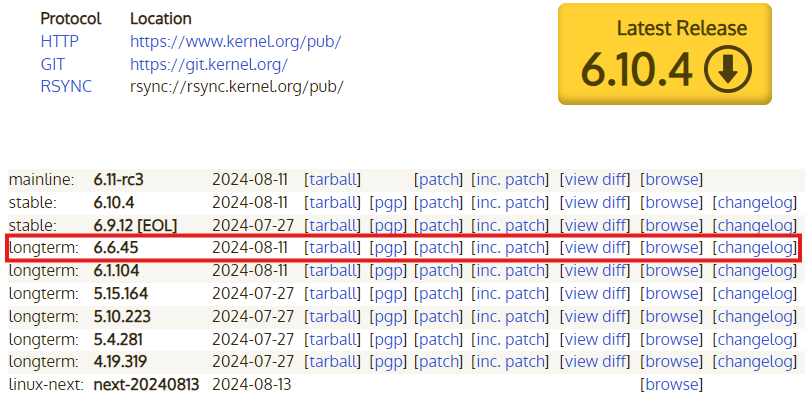 Protocol Location
HTTP https://www.kernel.org/pub/
GIT https://git.kernel.org/
RSYNC rsync://rsync.kernel.org/pub/
Latest Release
6.10.4
mainline: 6.11-rc3 2024-08-11 [tarball] [patch] [inc. patch] [view diff] [browse]
stable: 6.10.4 2024-08-11 [tarball] [pgp] [patch] [inc. patch] [view diff] [browse] [changelog]
stable: 6.9.12 [EOL] 2024-07-27 [tarball] [pgp] [patch] [inc. patch] [view diff] [browse] [changelog]
longterm: 6.6.45 2024-08-11 [tarball] [pgp] [patch] [inc. patch] [view diff] [browse] [changelog]
longterm: 6.1.104 2024-08-11 [tarball] [pgp] [patch] [inc. patch] [view diff] [browse] [changelog]
longterm: 5.15.164 2024-07-27 [tarball] [pgp] [patch] [inc. patch] [view diff] [browse] [changelog]
longterm: 5.10.223 2024-07-27 [tarball] [pgp] [patch] [inc. patch] [view diff] [browse] [changelog]
longterm: 5.4.281 2024-07-27 [tarball] [pgp] [patch] [inc. patch] [view diff] [browse] [changelog]
longterm: 4.19.319 2024-07-27 [tarball] [pgp] [patch] [inc. patch] [view diff] [browse] [changelog]
linux-next: next-20240813 2024-08-13 [browse]